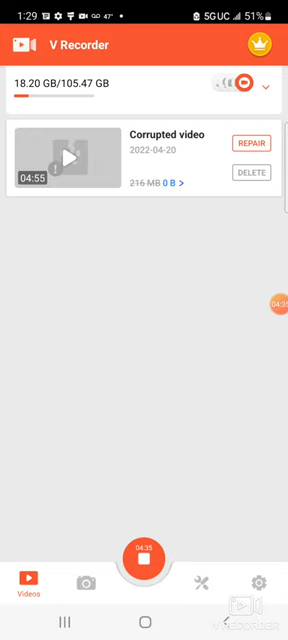 1:29 47° 5G UC 51%
V Recorder
18.20 GB/105.47 GB
Corrupted video
2022-04-20
REPAIR
04:55
216 MB 0 B >
DELETE
04:35
04:35
Videos
V RECORDER